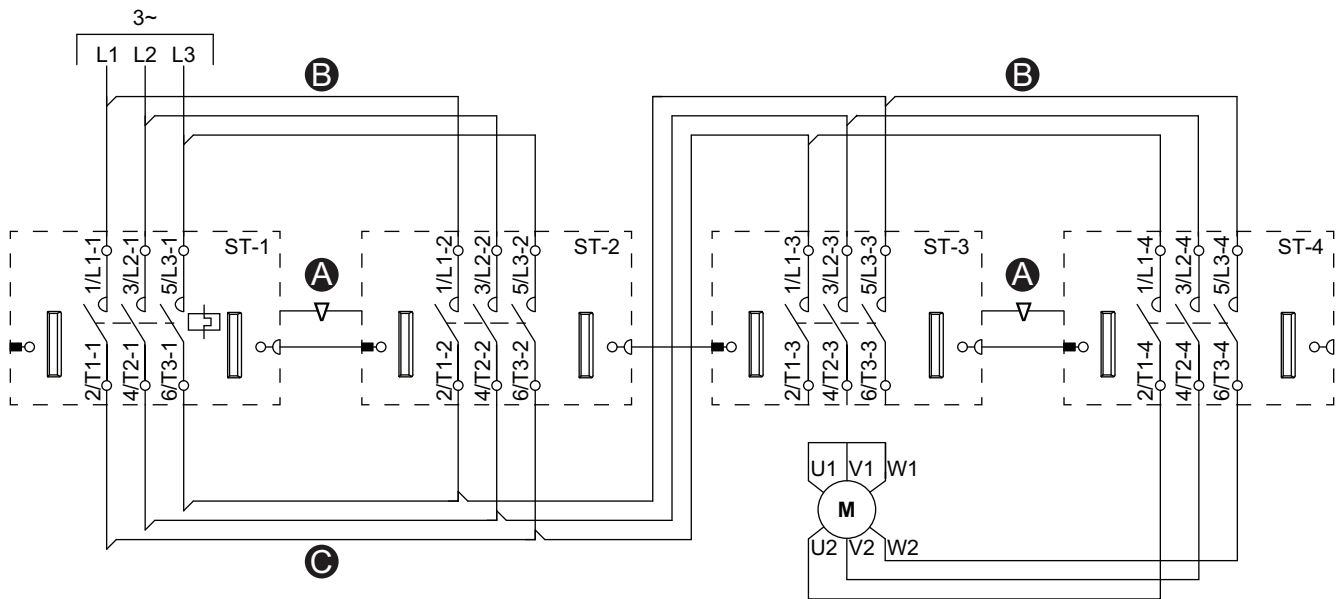 3~
L1 L2 L3
B B
ST-1 ST-2 ST-3 ST-4
1/L1-1 3/L2-1 5/L3-1 1/L1-2 3/L2-2 5/L3-2 1/L1-3 3/L2-3 5/L3-3 1/L1-4 3/L2-4 5/L3-4
A A
2/T1-1 4/T2-1 6/T3-1 2/T1-2 4/T2-2 6/T3-2 2/T1-3 4/T2-3 6/T3-3 2/T1-4 4/T2-4 6/T3-4
U1 V1 W1
M
U2 V2 W2
C